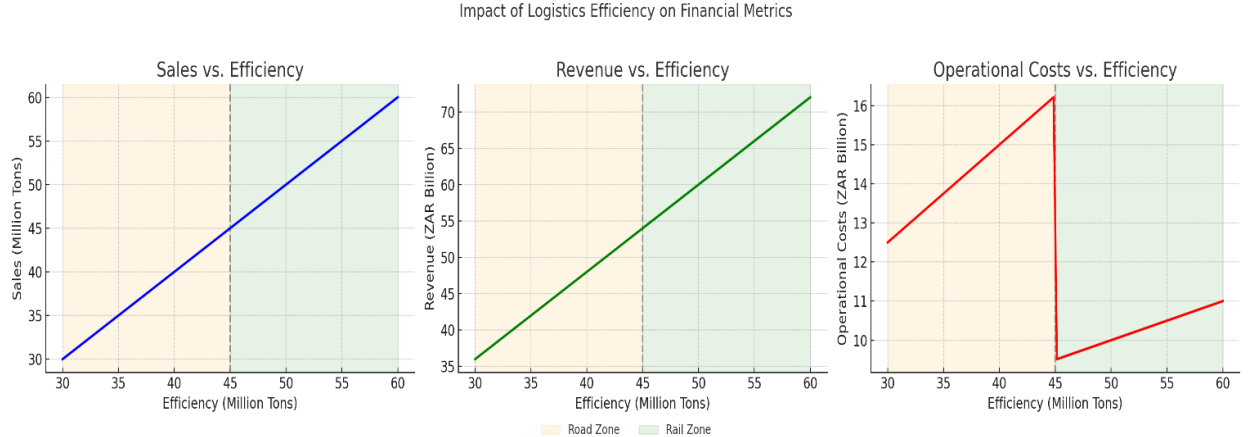 Impact of Logistics Efficiency on Financial Metrics
Sales vs. Efficiency
Sales (Million Tons)
60
55
50
45
40
35
30
30 35 40 45 50 55 60
Efficiency (Million Tons)
Revenue vs. Efficiency
Revenue (ZAR Billion)
70
65
60
55
50
45
40
35
30 35 40 45 50 55 60
Efficiency (Million Tons)
Operational Costs vs. Efficiency
Operational Costs (ZAR Billion)
16
15
14
13
12
11
10
30 35 40 45 50 55 60
Efficiency (Million Tons)
Road Zone Rail Zone